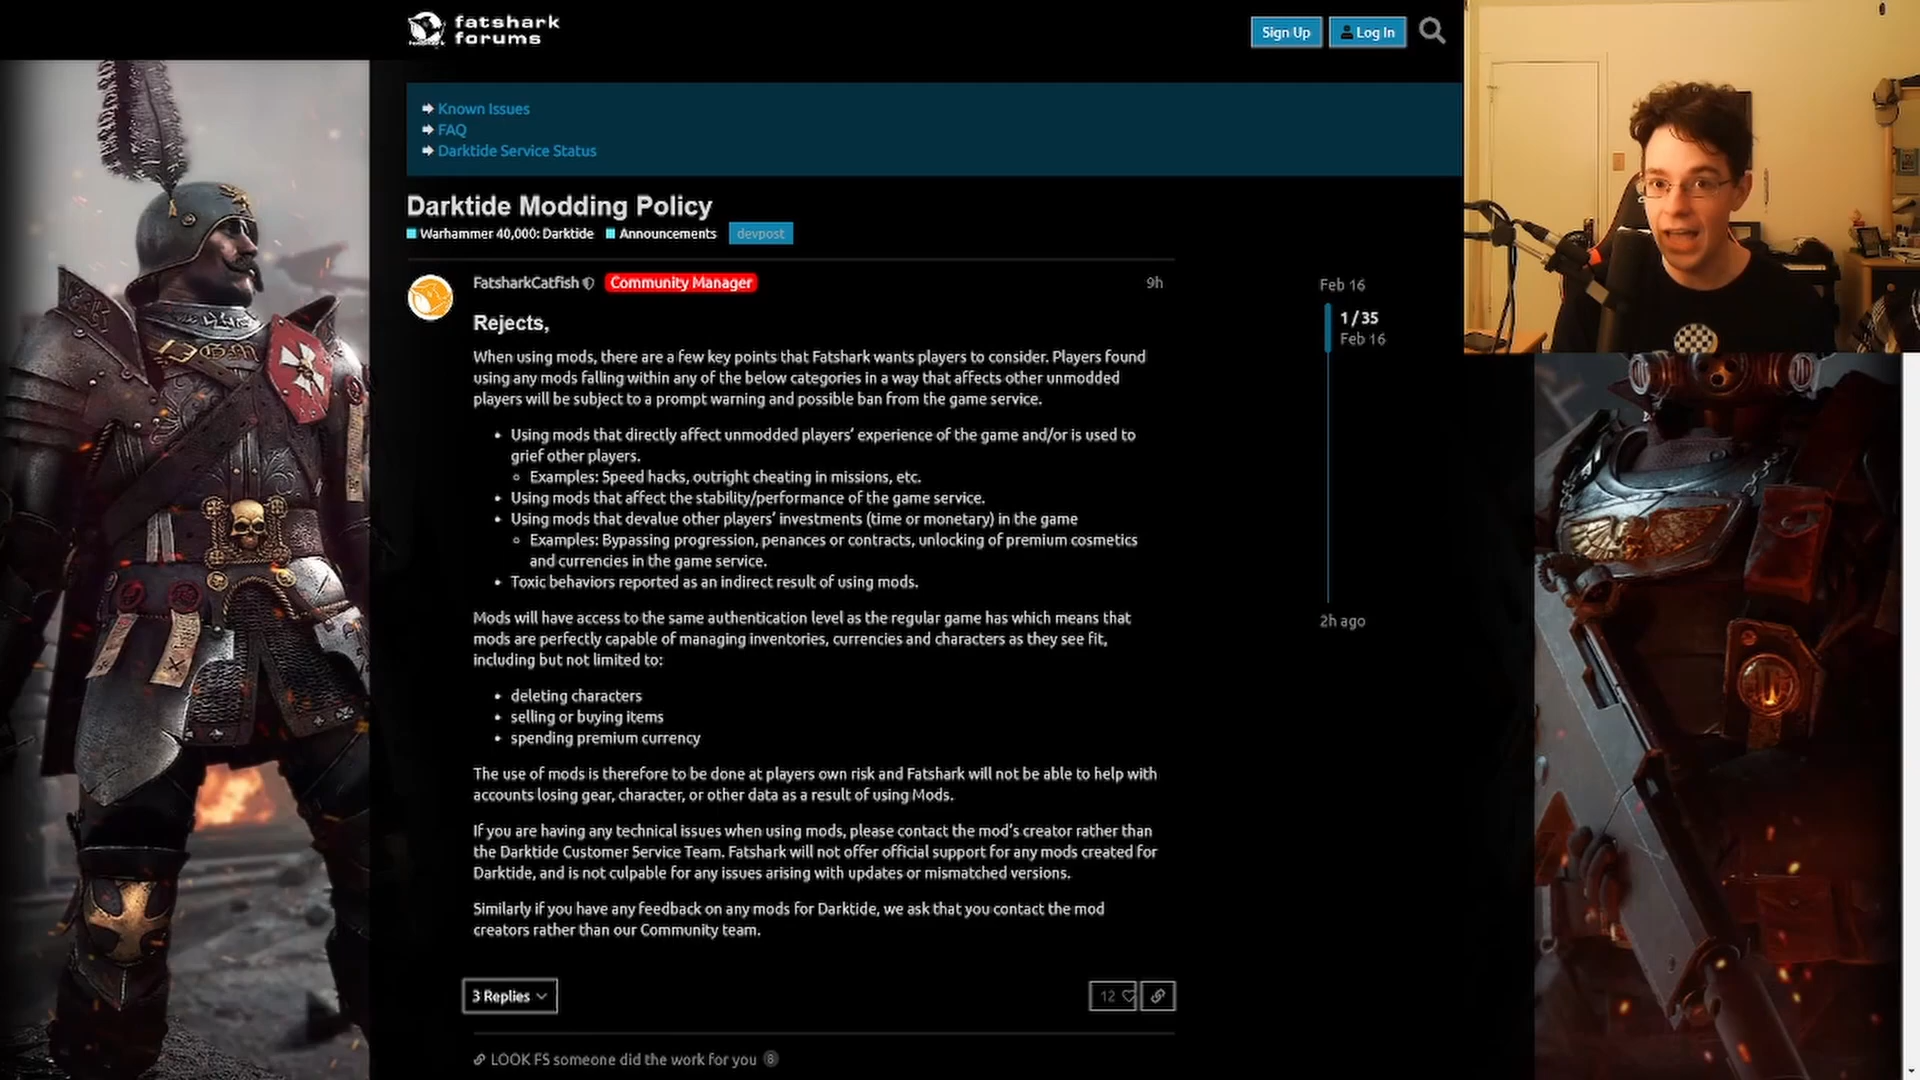 fatshark
forums
Sign Up
Log In
Known Issues
FAQ
Darktide Service Status
Darktide Modding Policy
Warhammer 40,000: Darktide Announcements devpost
FatsharkCatfish Community Manager 9h
Feb 16
1 / 35
Feb 16
Rejects,
When using mods, there are a few key points that Fatshark wants players to consider. Players found
using any mods falling within any of the below categories in a way that affects other unmodded
players will be subject to a prompt warning and possible ban from the game service.
• Using mods that directly affect unmodded players’ experience of the game and/or is used to
grief other players.
◦ Examples: Speed hacks, outright cheating in missions, etc.
• Using mods that affect the stability/performance of the game service.
• Using mods that devalue other players’ investments (time or monetary) in the game
◦ Examples: Bypassing progression, penances or contracts, unlocking of premium cosmetics
and currencies in the game service.
• Toxic behaviors reported as an indirect result of using mods.
Mods will have access to the same authentication level as the regular game has which means that
mods are perfectly capable of managing inventories, currencies and characters as they see fit,
including but not limited to:
2h ago
• deleting characters
• selling or buying items
• spending premium currency
The use of mods is therefore to be done at players own risk and Fatshark will not be able to help with
accounts losing gear, character, or other data as a result of using Mods.
If you are having any technical issues when using mods, please contact the mod’s creator rather than
the Darktide Customer Service Team. Fatshark will not offer official support for any mods created for
Darktide, and is not culpable for any issues arising with updates or mismatched versions.
Similarly if you have any feedback on any mods for Darktide, we ask that you contact the mod
creators rather than our Community team.
3 Replies
12
LOOK FS someone did the work for you 8